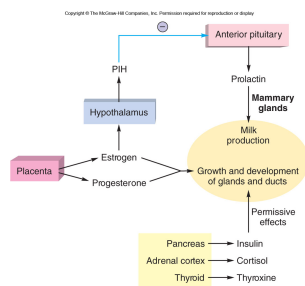 Copyright © The McGraw-Hill Companies, Inc. Permission required for reproduction or display
Anterior pituitary
PIH
Prolactin
Mammary
glands
Hypothalamus
Milk
production
Estrogen
Placenta
Progesterone
Growth and development
of glands and ducts
Permissive
effects
Pancreas
Insulin
Adrenal cortex
Cortisol
Thyroid
Thyroxine